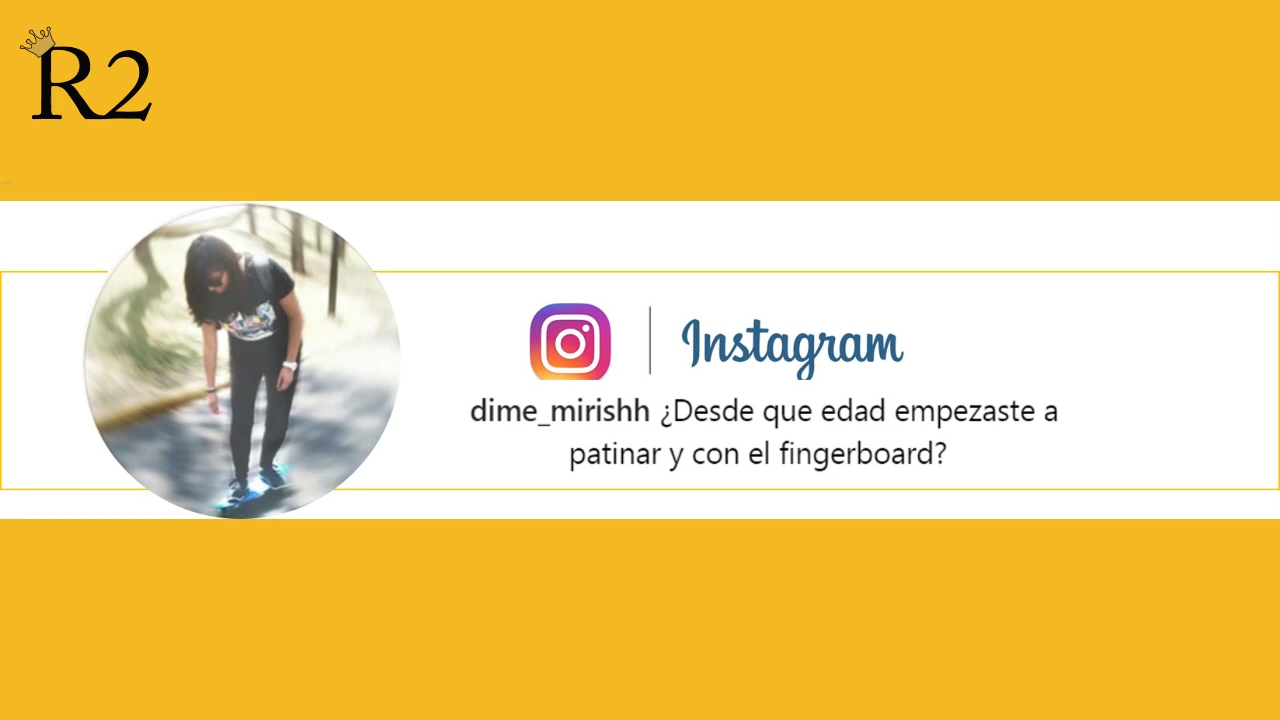 R2
Instagram
dime_mirishh ¿Desde que edad empezaste a
patinar y con el fingerboard?